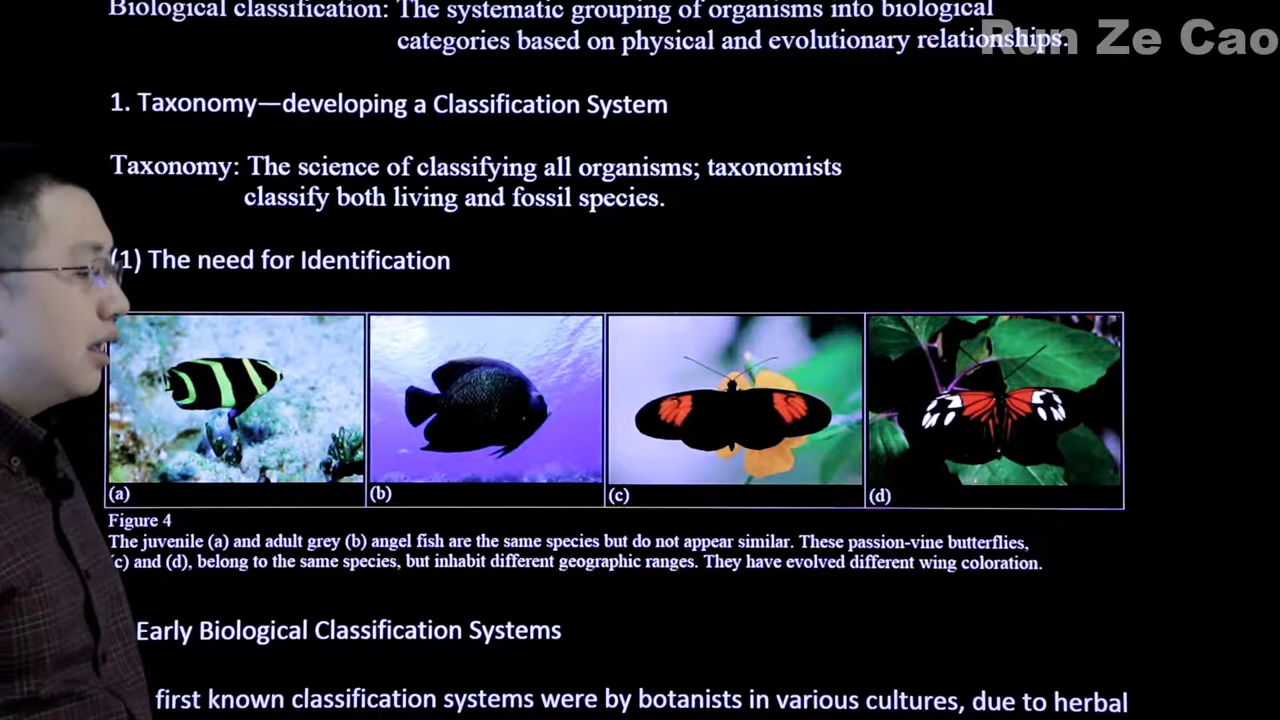 Biological classification: The systematic grouping of organisms into biological
categories based on physical and evolutionary relationships.
Run Ze Cao
1. Taxonomy—developing a Classification System
Taxonomy: The science of classifying all organisms; taxonomists
classify both living and fossil species.
(1) The need for Identification
(a)
(b)
(c)
(d)
Figure 4
The juvenile (a) and adult grey (b) angel fish are the same species but do not appear similar. These passion-vine butterflies,
(c) and (d), belong to the same species, but inhabit different geographic ranges. They have evolved different wing coloration.
Early Biological Classification Systems
first known classification systems were by botanists in various cultures, due to herbal